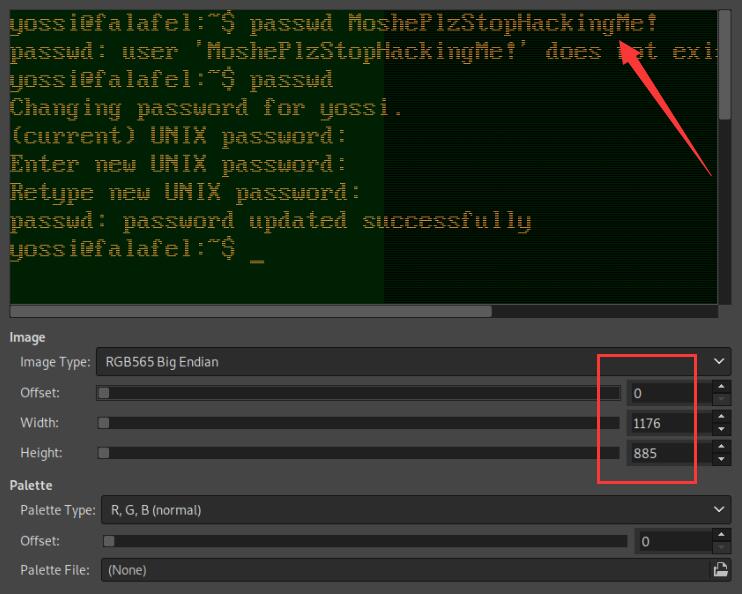 yossi@falafel:~$ passwd MoshePlzStopHackingMe!
passwd: user 'MoshePlzStopHackingMe!' does not exi
yossi@falafel:~$ passwd
Changing password for yossi.
(current) UNIX password:
Enter new UNIX password:
Retype new UNIX password:
passwd: password updated successfully
yossi@falafel:~$ _
Image
Image Type: RGB565 Big Endian
Offset: 0
Width: 1176
Height: 885
Palette
Palette Type: R, G, B (normal)
Offset: 0
Palette File: (None)